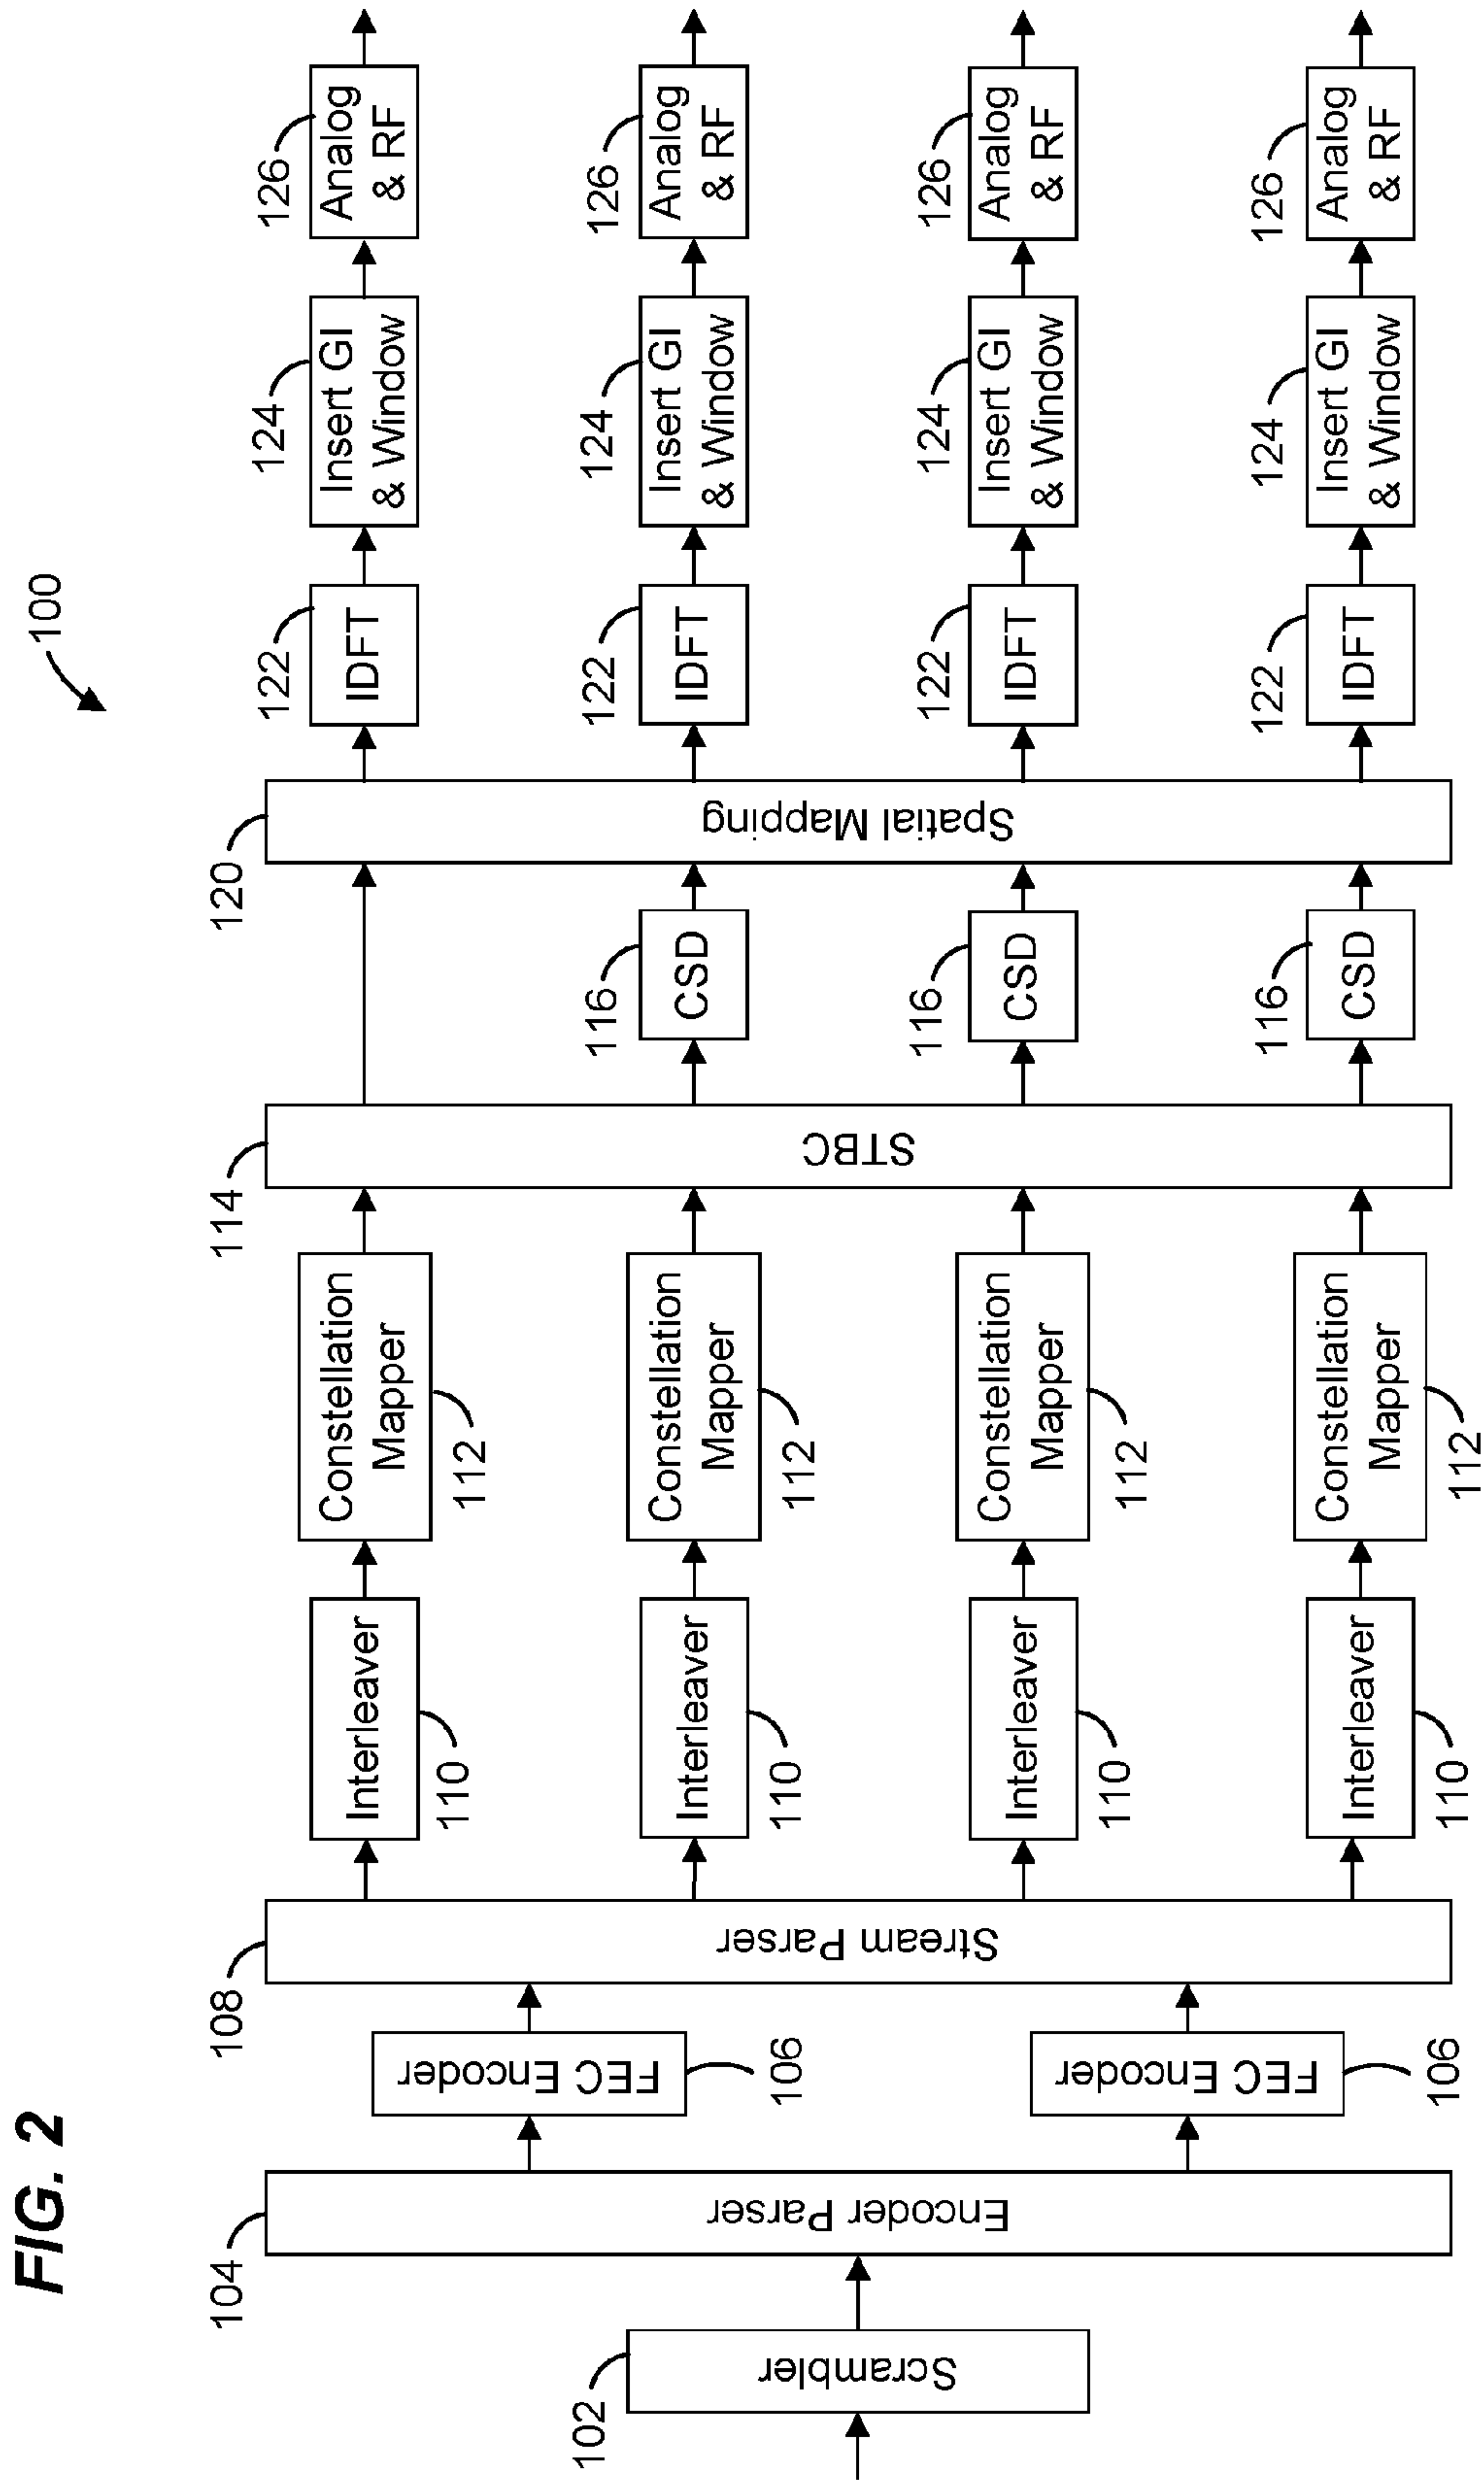 FIG. 2
100
102
Scrambler
104
Encoder Parser
FEC Encoder
106
FEC Encoder
106
108
Stream Parser
Interleaver
110
Interleaver
110
Interleaver
110
Interleaver
110
Constellation
Mapper
112
Constellation
Mapper
112
Constellation
Mapper
112
Constellation
Mapper
112
114
STBC
116
CSD
116
CSD
116
CSD
120
Spatial Mapping
122
IDFT
122
IDFT
122
IDFT
122
IDFT
124
Insert GI
& Window
124
Insert GI
& Window
124
Insert GI
& Window
124
Insert GI
& Window
126
Analog
& RF
126
Analog
& RF
126
Analog
& RF
126
Analog
& RF